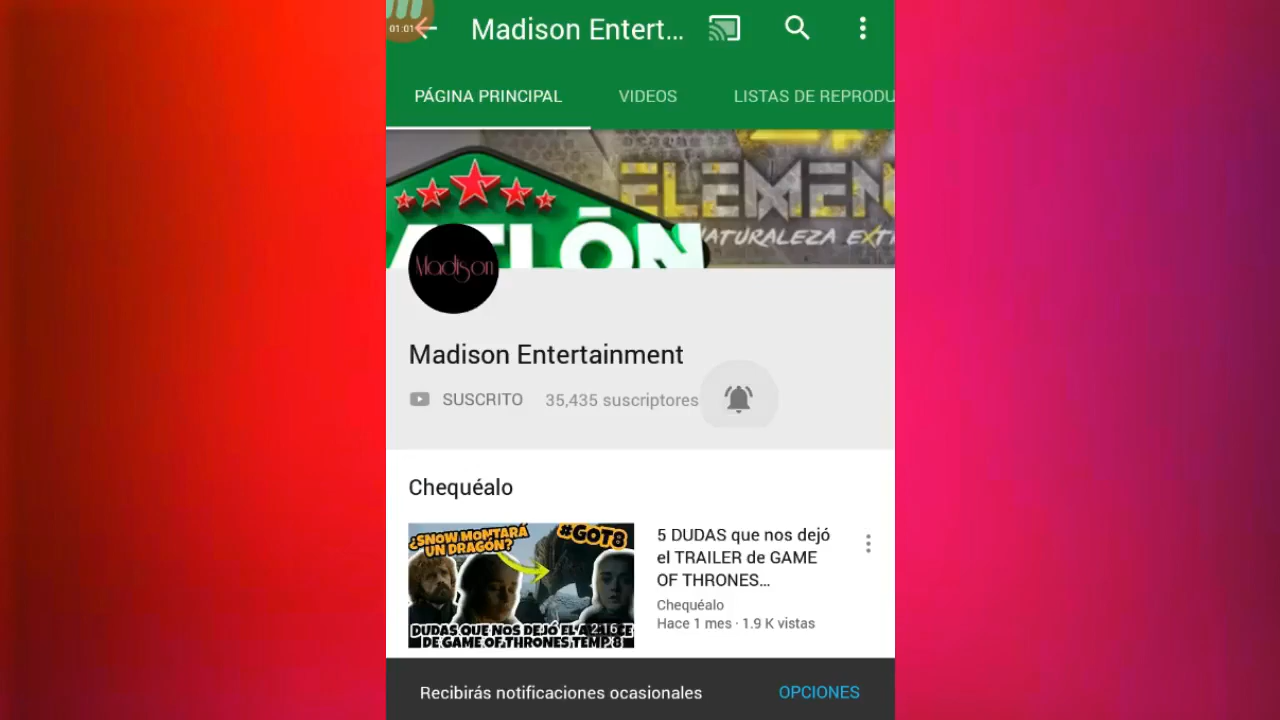 01:01
Madison Entert...
PÁGINA PRINCIPAL
VIDEOS
LISTAS DE REPRODU
ELEMEN
NATURALEZA EXT
ATLÓN
Madison
Madison Entertainment
SUSCRITO
35,435 suscriptores
Chequéalo
¿SNOW MONTARÁ
UN DRAGÓN?
#GOT8
DUDAS QUE NOS DEJÓ EL
DE GAME OF THRONES TEMP 8
2:16
5 DUDAS que nos dejó
el TRAILER de GAME
OF THRONES...
Chequéalo
Hace 1 mes · 1.9 K vistas
Recibirás notificaciones ocasionales
OPCIONES